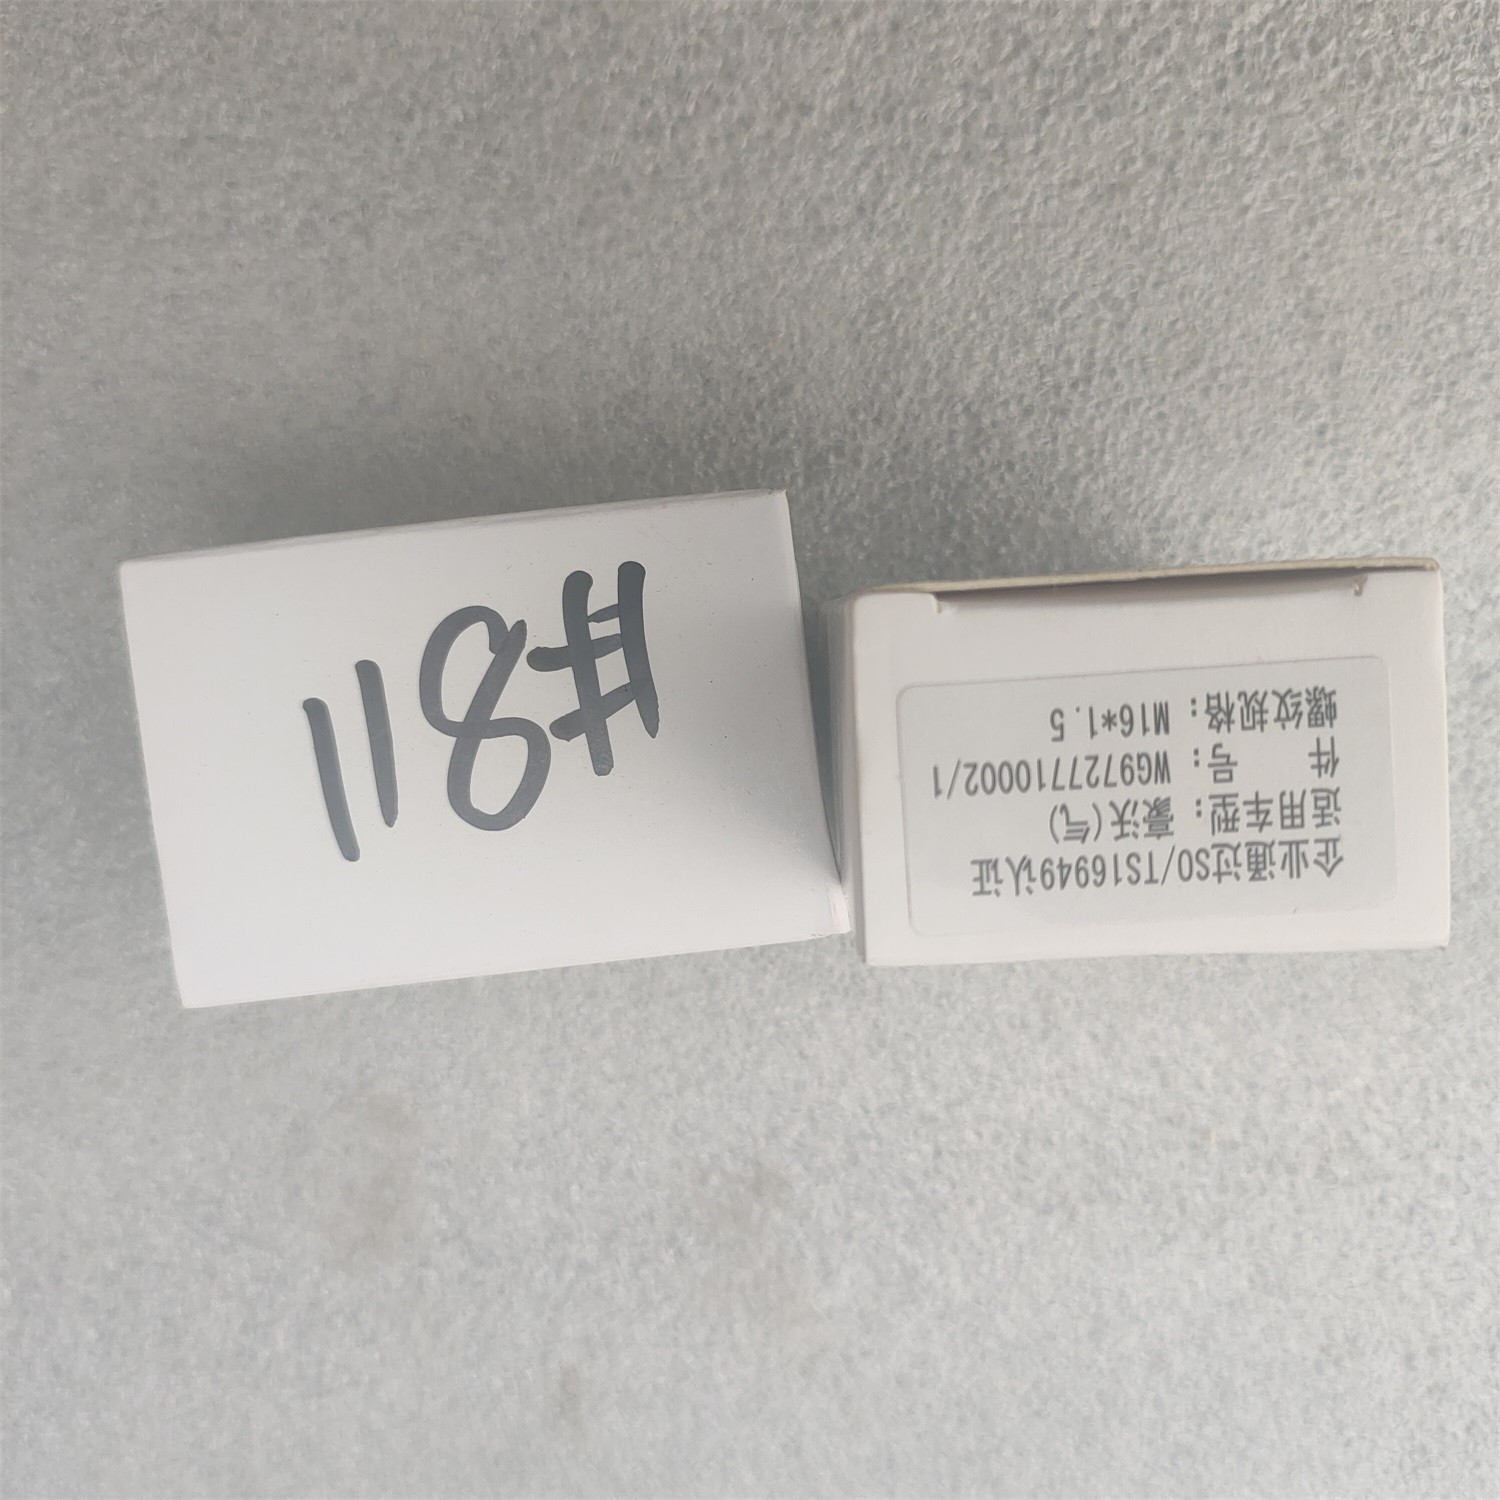 118#
企业通过SO/TS16949认证
适用车型：豪沃(气)
件　　号：WG9727710002/1
螺纹规格：M16*1.5